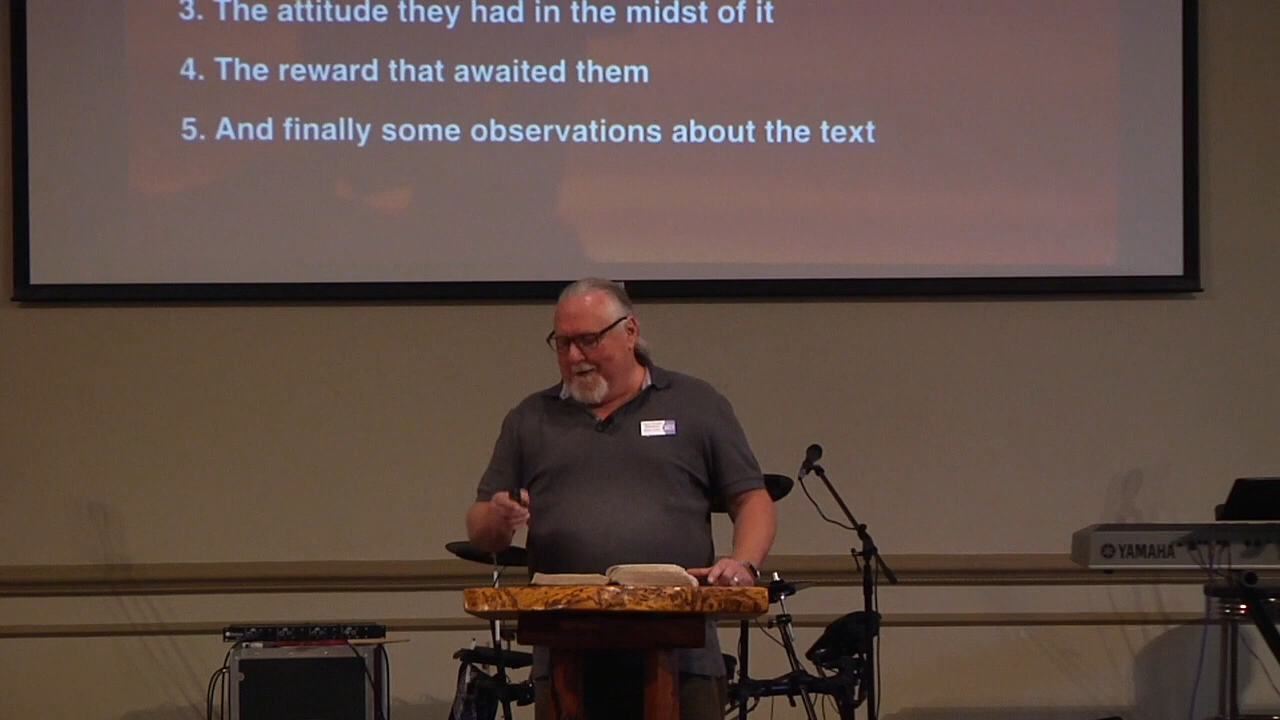 3. The attitude they had in the midst of it
4. The reward that awaited them
5. And finally some observations about the text
YAMAHA